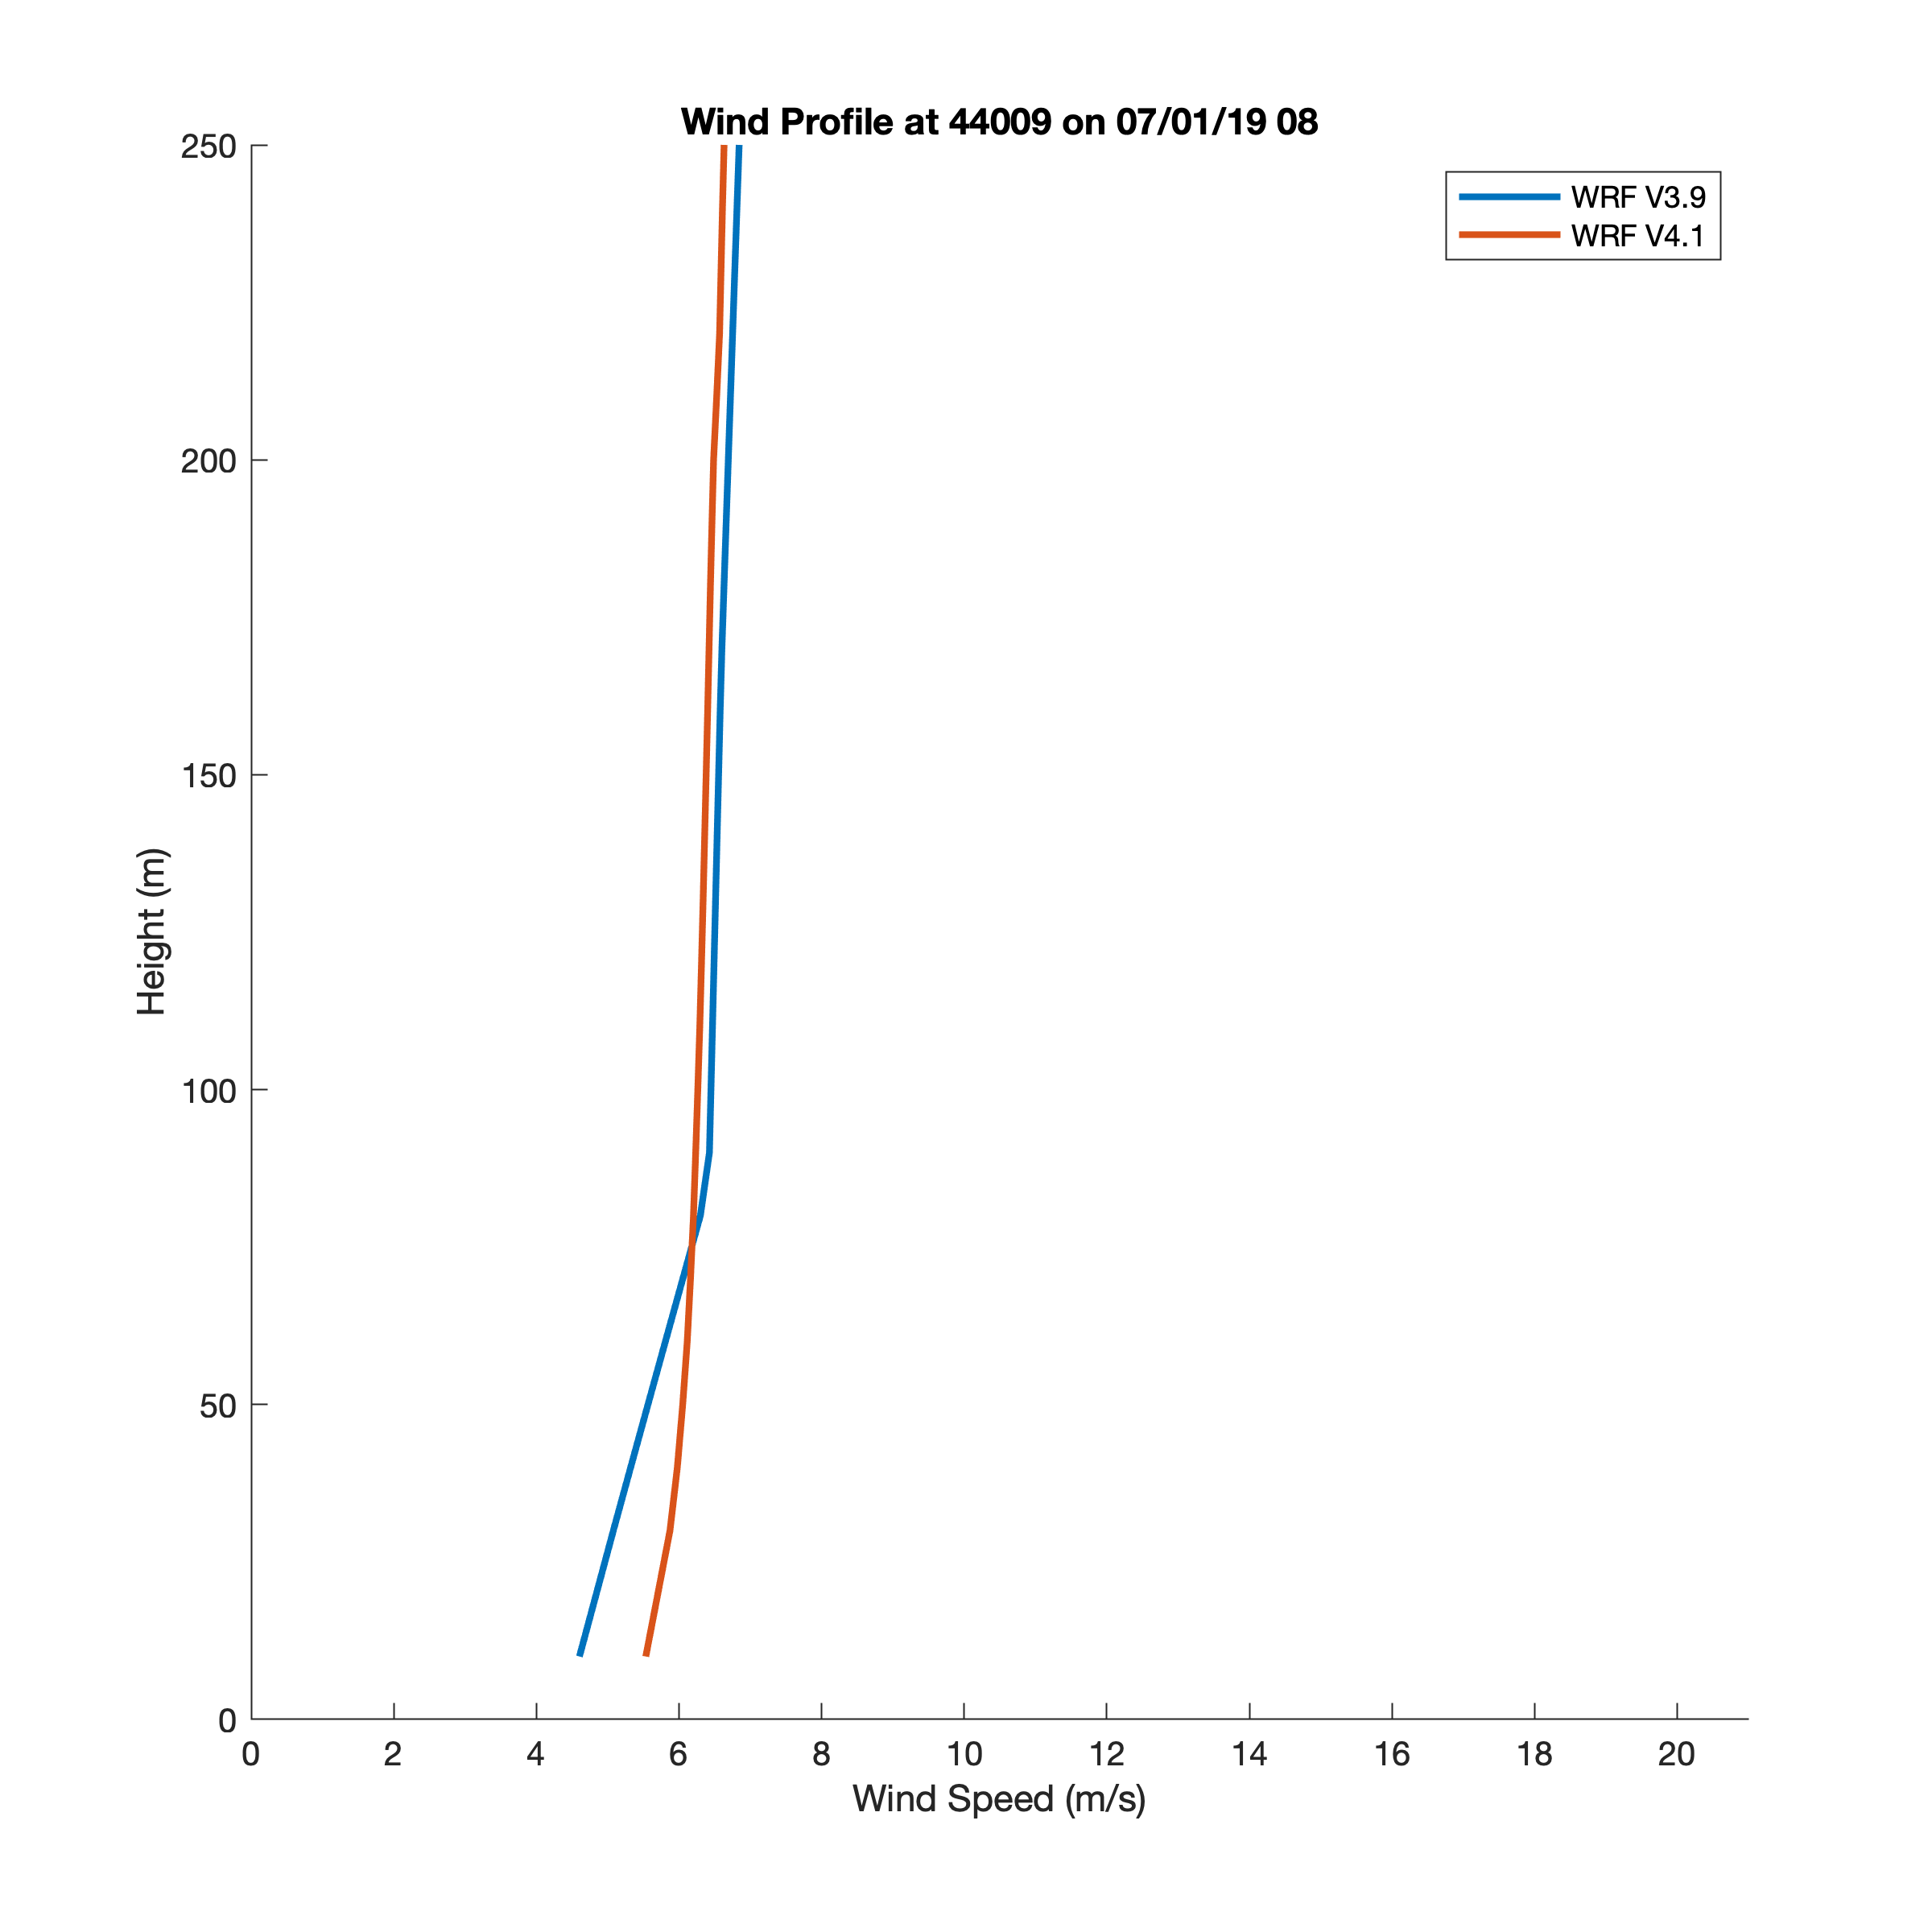 Wind Profile at 44009 on 07/01/19 08
WRF V3.9
WRF V4.1
250
200
150
100
50
0
Height (m)
0 2 4 6 8 10 12 14 16 18 20
Wind Speed (m/s)